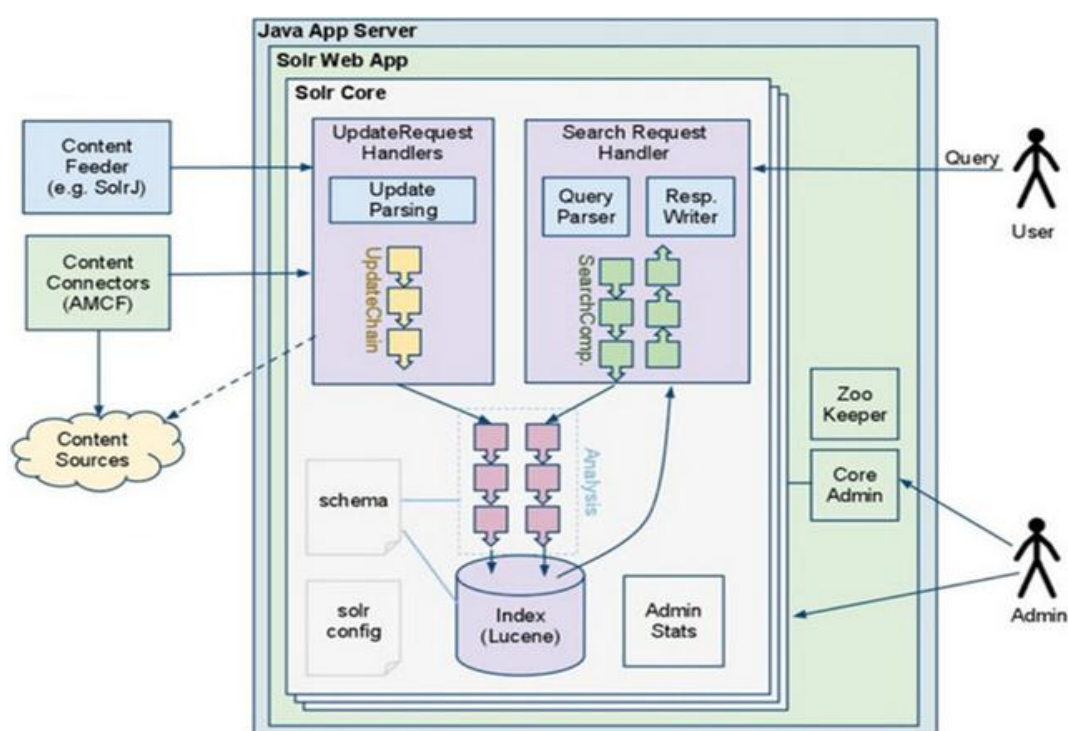 Java App Server
Solr Web App
Solr Core
Content
Feeder
(e.g. SolrJ)
Content
Connectors
(AMCF)
Content
Sources
UpdateRequest
Handlers
Update
Parsing
UpdateChain
Search Request
Handler
Query
Parser
Resp.
Writer
SearchComp.
Query
User
Analysis
schema
solr
config
Index
(Lucene)
Admin
Stats
Zoo
Keeper
Core
Admin
Admin